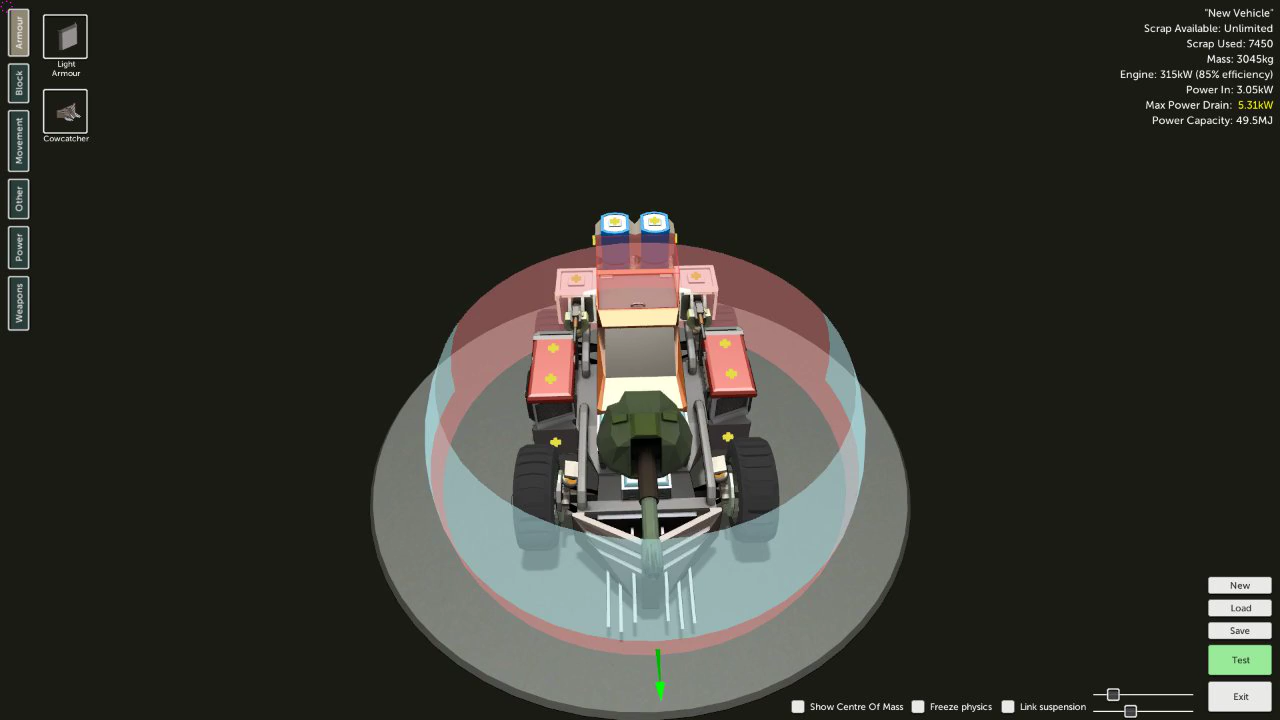 Armour
Block
Movement
Other
Power
Weapons
Light
Armour
Cowcatcher
"New Vehicle"
Scrap Available: Unlimited
Scrap Used: 7450
Mass: 3045kg
Engine: 315kW (85% efficiency)
Power In: 3.05kW
Max Power Drain: 5.31kW
Power Capacity: 49.5MJ
New
Load
Save
Test
Exit
Show Centre Of Mass
Freeze physics
Link suspension